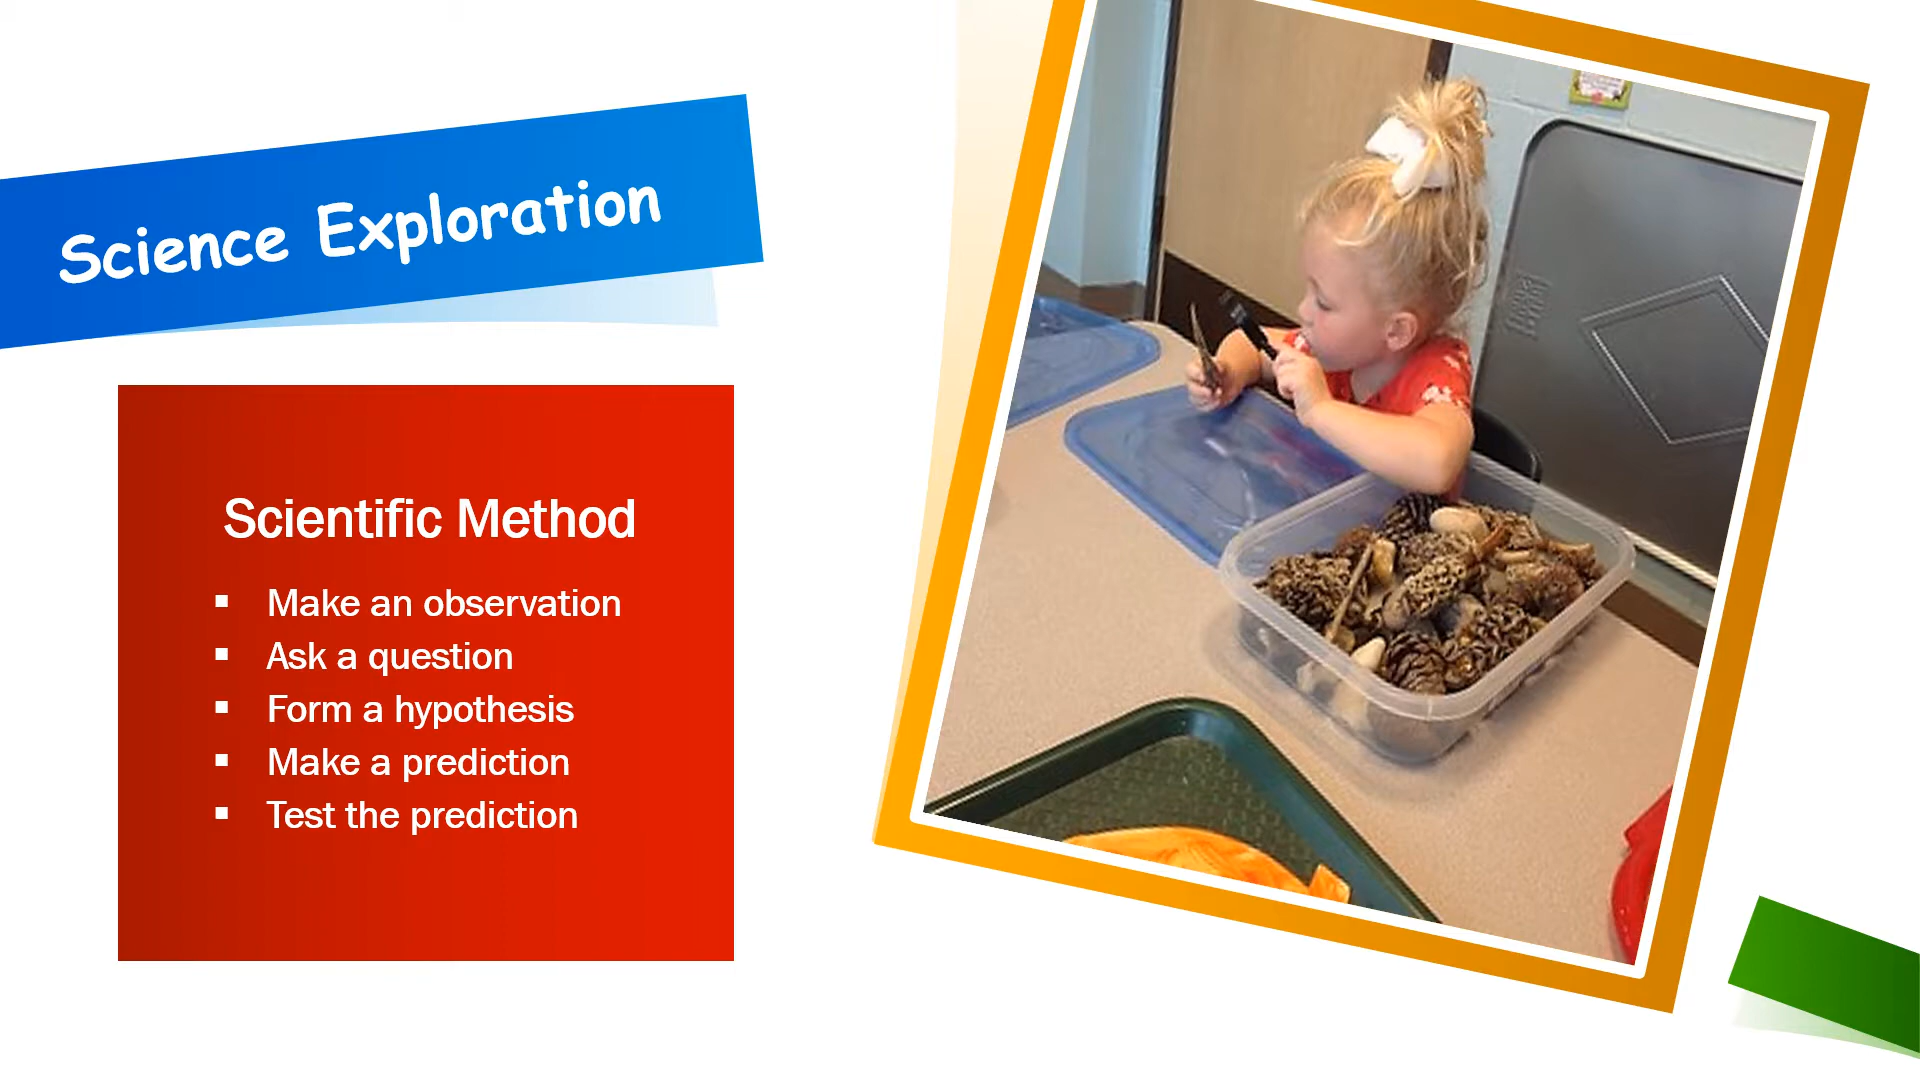 Science Exploration
Scientific Method
▪ Make an observation
▪ Ask a question
▪ Form a hypothesis
▪ Make a prediction
▪ Test the prediction